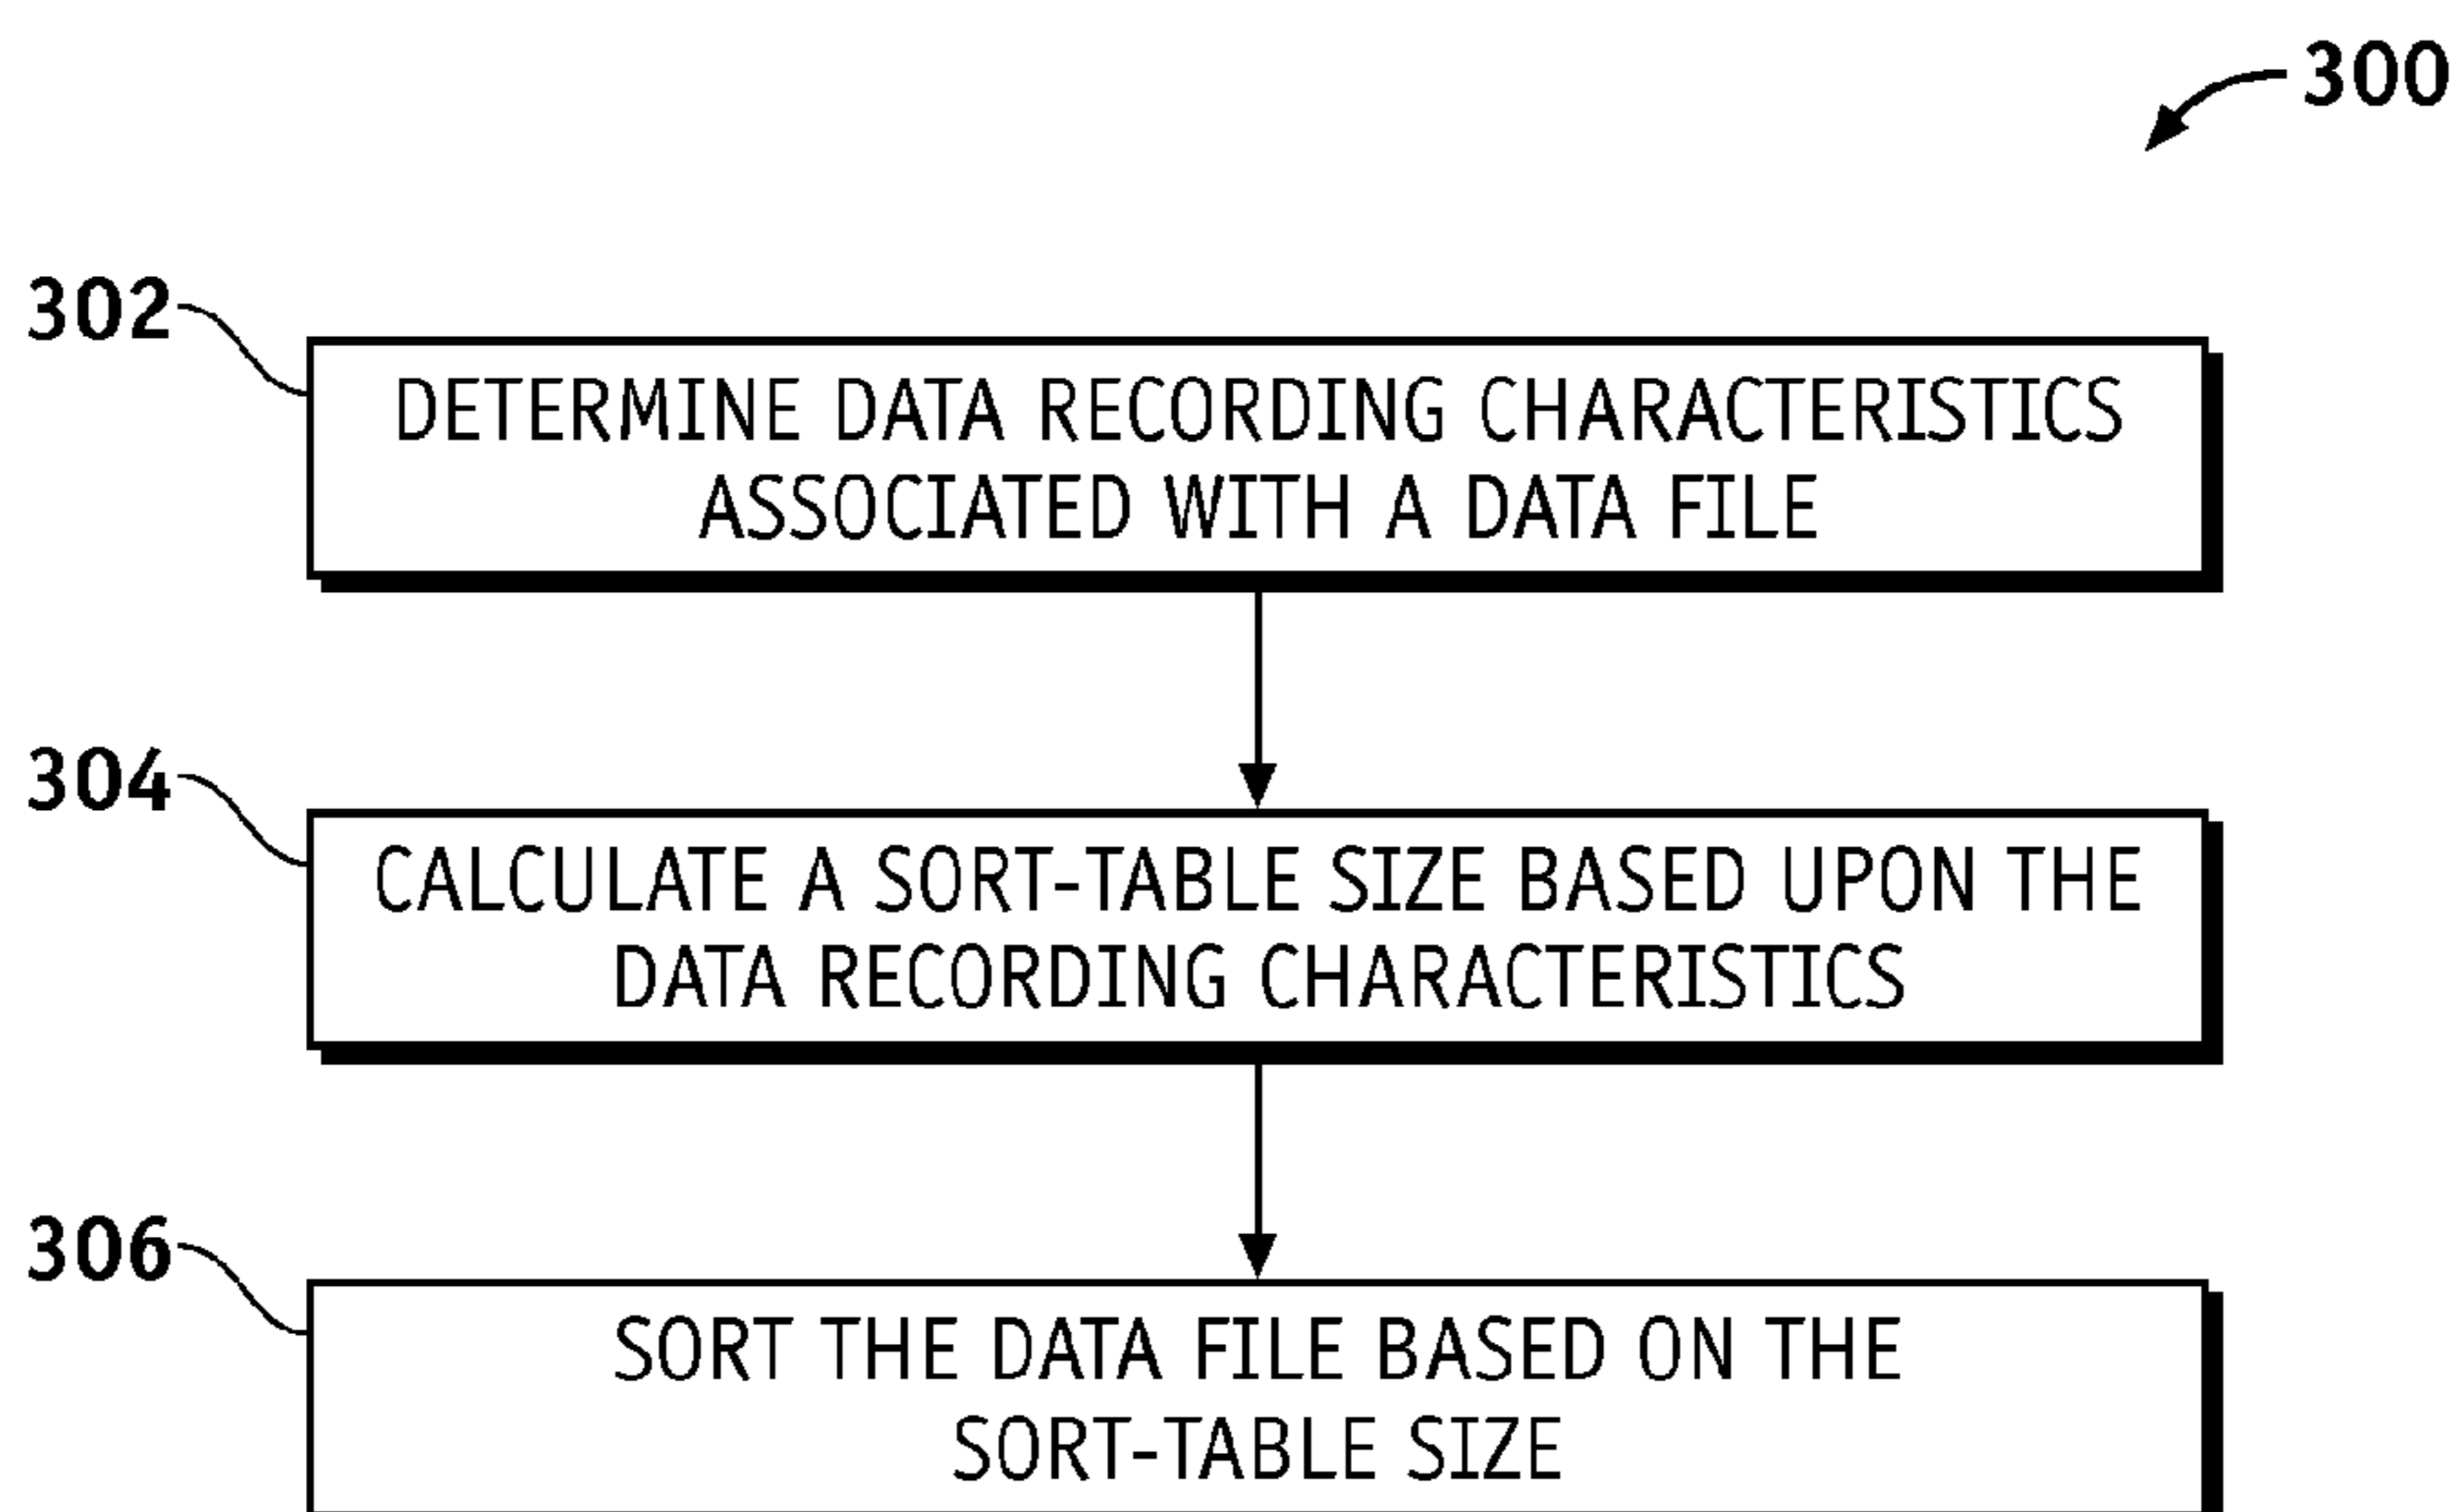 300
302
DETERMINE DATA RECORDING CHARACTERISTICS
ASSOCIATED WITH A DATA FILE
304
CALCULATE A SORT-TABLE SIZE BASED UPON THE
DATA RECORDING CHARACTERISTICS
306
SORT THE DATA FILE BASED ON THE
SORT-TABLE SIZE